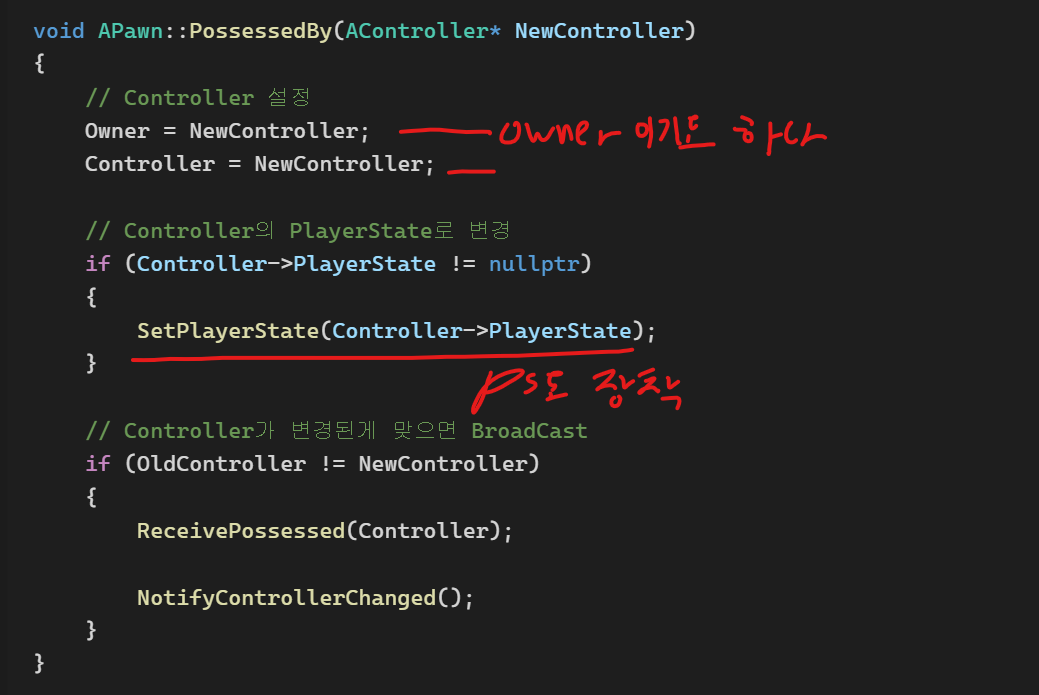 void APawn::PossessedBy(AController* NewController)
{
// Controller 설정
Owner = NewController; owner 이기도 하다
Controller = NewController;
// Controller의 PlayerState로 변경
if (Controller->PlayerState != nullptr)
{
SetPlayerState(Controller->PlayerState);
}
PS도 장착
// Controller가 변경된게 맞으면 BroadCast
if (OldController != NewController)
{
ReceivePossessed(Controller);
NotifyControllerChanged();
}
}